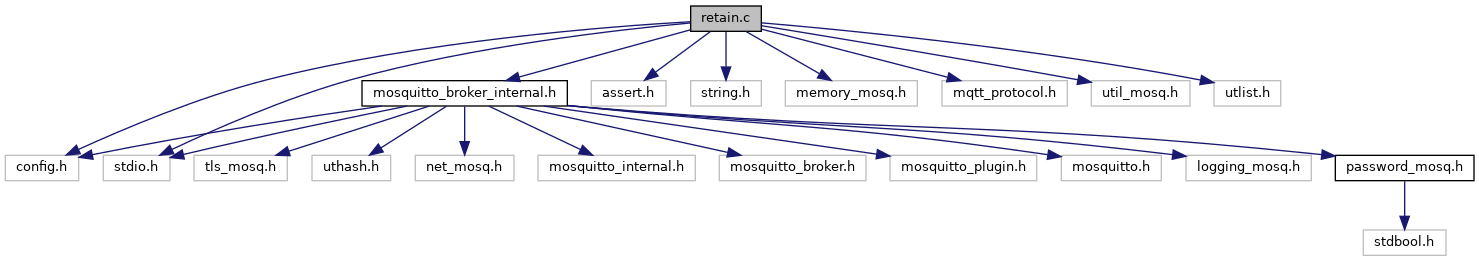 retain.c
mosquitto_broker_internal.h
assert.h
string.h
memory_mosq.h
mqtt_protocol.h
util_mosq.h
utlist.h
config.h
stdio.h
tls_mosq.h
uthash.h
net_mosq.h
mosquitto_internal.h
mosquitto_broker.h
mosquitto_plugin.h
mosquitto.h
logging_mosq.h
password_mosq.h
stdbool.h